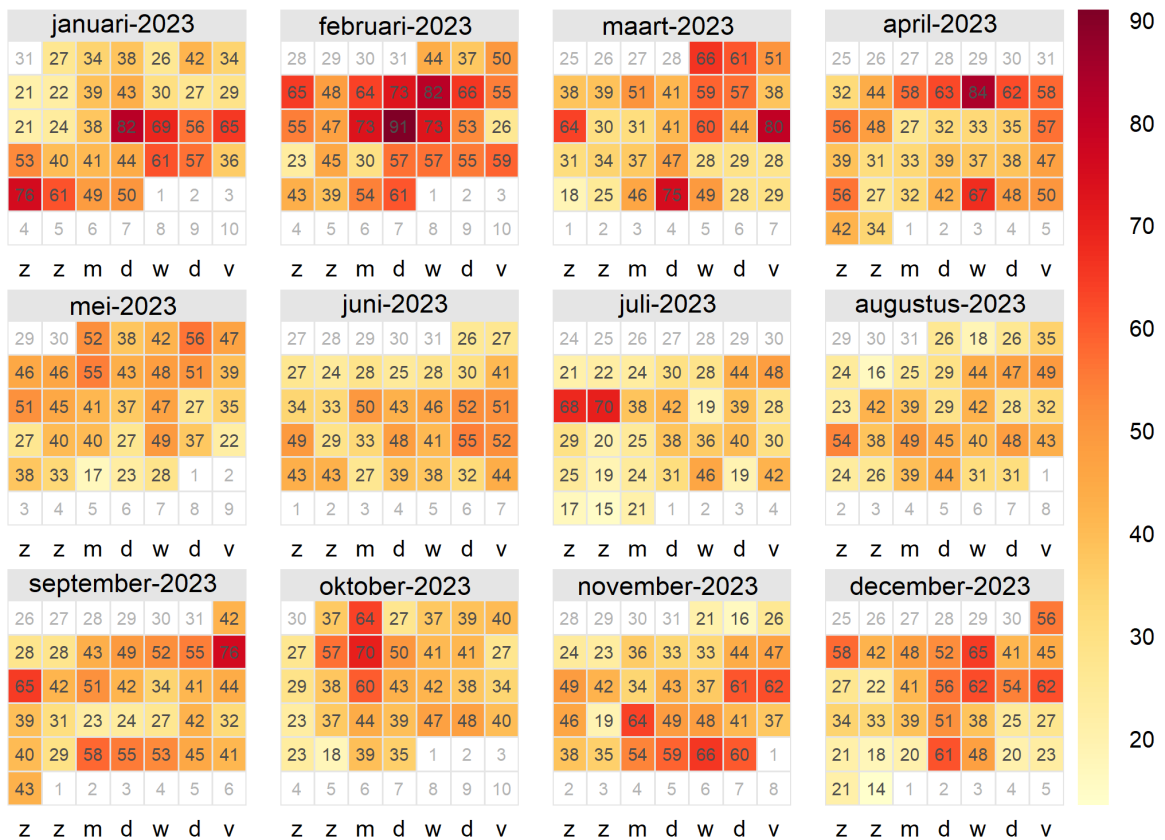 januari-2023 februari-2023 maart-2023 april-2023 90
31 27 34 38 26 42 34 28 29 30 31 44 37 50 25 26 27 28 66 61 51 25 26 27 28 29 30 31
21 22 39 43 30 27 29 65 48 64 73 82 66 55 38 39 51 41 59 57 38 32 44 58 63 84 62 58
80
21 24 38 82 69 56 65 55 47 73 91 73 53 26 64 30 31 41 60 44 80 56 48 27 32 33 35 57
53 40 41 44 61 57 36 23 45 30 57 57 55 59 31 34 37 47 28 28 28 39 31 33 39 37 38 47
76 61 49 50 1 2 3 43 39 54 61 1 2 3 18 25 46 75 49 28 29 56 27 32 42 67 48 50
70
4 5 6 7 8 9 10 4 5 6 7 8 9 10 1 2 3 4 5 6 7 42 34 1 2 3 4 5
z z m d w d v z z m d w d v z z m d w d v z z m d w d v
mei-2023 juni-2023 juli-2023 augustus-2023
60
29 30 52 38 42 56 47 28 29 30 31 26 27 24 25 26 27 28 29 30 29 30 31 26 18 26 35
46 46 55 43 48 51 39 27 24 28 25 28 30 41 21 22 24 30 28 44 48 24 16 25 29 44 47 49
51 45 41 37 47 27 35 34 33 50 43 46 52 51 68 70 38 42 19 39 28 23 42 39 29 42 28 32
50
27 40 40 27 49 37 22 49 29 33 48 41 55 52 29 20 25 38 36 40 30 54 38 49 45 40 48 43
38 33 17 23 28 1 2 43 43 27 39 38 32 44 25 19 24 31 46 19 42 24 26 39 44 31 31 1
3 4 5 6 7 8 9 1 2 3 4 5 6 7 17 15 21 1 2 3 4 2 3 4 5 6 7 8
40
z z m d w d v z z m d w d v z z m d w d v z z m d w d v
september-2023 oktober-2023 november-2023 december-2023
26 27 28 29 30 31 42 30 37 64 27 37 39 40 28 29 30 31 21 16 26 25 26 27 28 29 30 56
30
28 28 43 49 52 55 76 27 57 70 50 41 41 27 24 23 36 33 33 44 47 58 42 48 52 65 41 45
65 42 51 42 34 41 44 29 38 60 43 42 38 34 49 42 34 43 37 61 62 27 22 41 56 62 54 62
39 31 23 24 27 42 32 23 37 44 39 47 48 40 46 19 64 49 48 41 37 34 33 39 51 38 25 27
20
40 29 58 55 53 45 41 23 18 39 35 1 2 3 38 35 54 59 66 60 1 21 18 20 61 48 20 23
43 1 2 3 4 5 6 4 5 6 7 8 9 10 2 3 4 5 6 7 8 21 14 1 2 3 4 5
z z m d w d v z z m d w d v z z m d w d v z z m d w d v